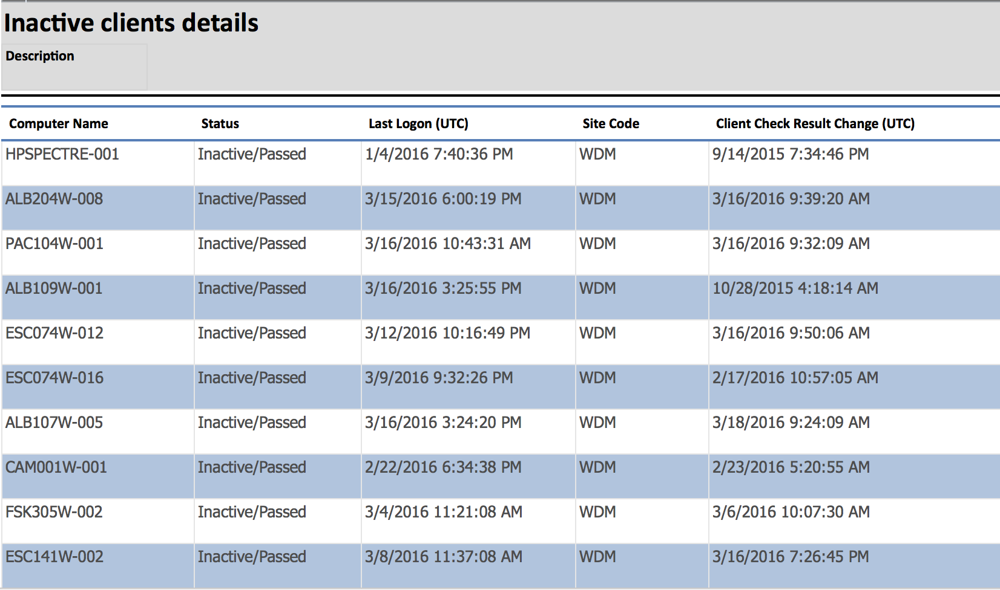 Inactive clients details
Description
Computer Name Status Last Logon (UTC) Site Code Client Check Result Change (UTC)
HPSPECTRE-001 Inactive/Passed 1/4/2016 7:40:36 PM WDM 9/14/2015 7:34:46 PM
ALB204W-008 Inactive/Passed 3/15/2016 6:00:19 PM WDM 3/16/2016 9:39:20 AM
PAC104W-001 Inactive/Passed 3/16/2016 10:43:31 AM WDM 3/16/2016 9:32:09 AM
ALB109W-001 Inactive/Passed 3/16/2016 3:25:55 PM WDM 10/28/2015 4:18:14 AM
ESC074W-012 Inactive/Passed 3/12/2016 10:16:49 PM WDM 3/16/2016 9:50:06 AM
ESC074W-016 Inactive/Passed 3/9/2016 9:32:26 PM WDM 2/17/2016 10:57:05 AM
ALB107W-005 Inactive/Passed 3/16/2016 3:24:20 PM WDM 3/18/2016 9:24:09 AM
CAM001W-001 Inactive/Passed 2/22/2016 6:34:38 PM WDM 2/23/2016 5:20:55 AM
FSK305W-002 Inactive/Passed 3/4/2016 11:21:08 AM WDM 3/6/2016 10:07:30 AM
ESC141W-002 Inactive/Passed 3/8/2016 11:37:08 AM WDM 3/16/2016 7:26:45 PM